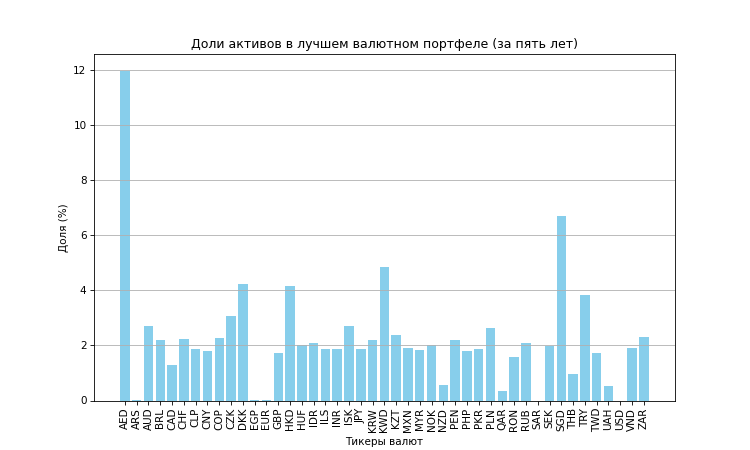 Доли активов в лучшем валютном портфеле (за пять лет)
Доля (%)
12
10
8
6
4
2
0
AED ARS AUD BRL CAD CHF CLP CNY COP CZK DKK EGP EUR GBP HKD HUF IDR ILS INR ISK JPY KRW KWD KZT MXN MYR NOK NZD PEN PHP PKR PLN QAR RON RUB SAR SEK SGD THB TRY TWD UAH USD VND ZAR
Тикеры валют